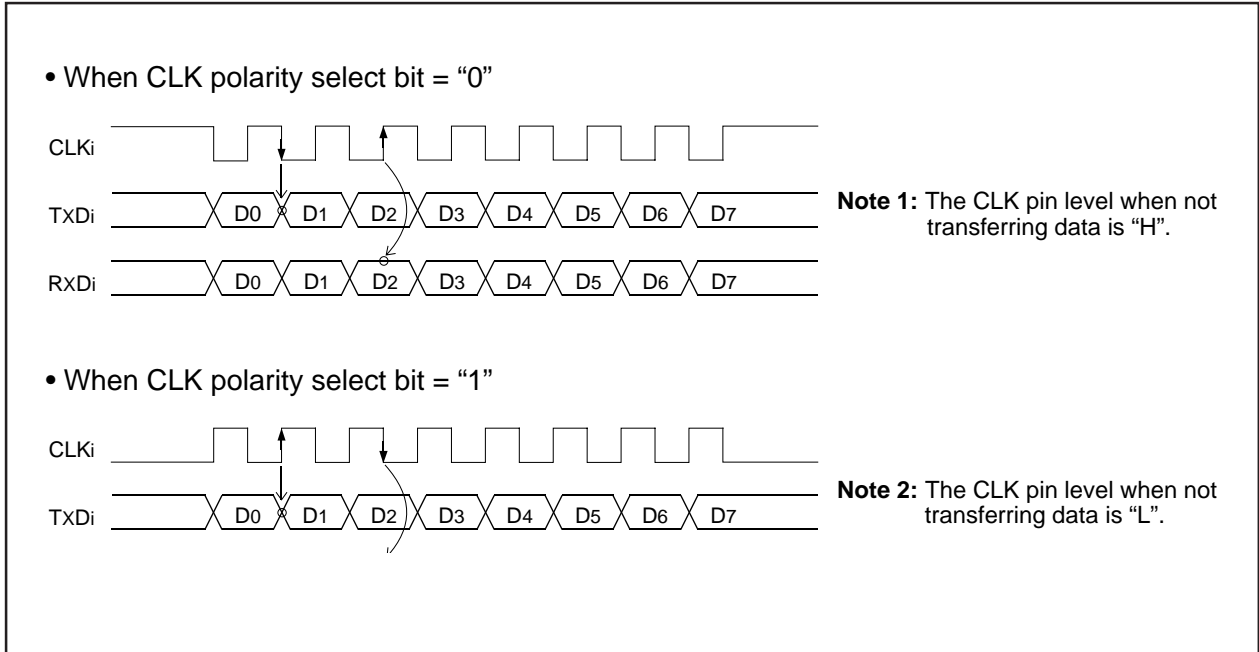 • When CLK polarity select bit = “0”
CLKi
TXDi D0 D1 D2 D3 D4 D5 D6 D7
RXDi D0 D1 D2 D3 D4 D5 D6 D7
Note 1: The CLK pin level when not
transferring data is “H”.
• When CLK polarity select bit = “1”
CLKi
TXDi D0 D1 D2 D3 D4 D5 D6 D7
Note 2: The CLK pin level when not
transferring data is “L”.